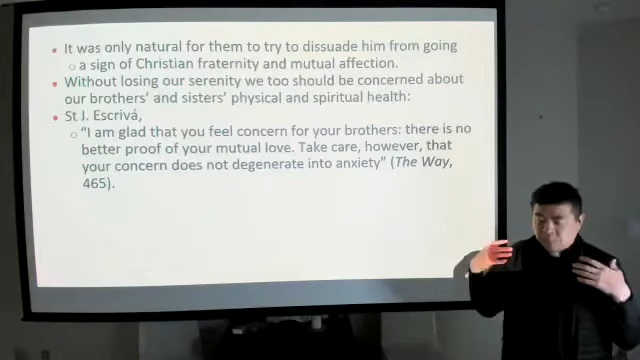 • It was only natural for them to try to dissuade him from going
○ a sign of Christian fraternity and mutual affection.
• Without losing our serenity we too should be concerned about
our brothers' and sisters' physical and spiritual health:
• St J. Escrivá,
○ "I am glad that you feel concern for your brothers: there is no
better proof of your mutual love. Take care, however, that
your concern does not degenerate into anxiety" (The Way,
465).